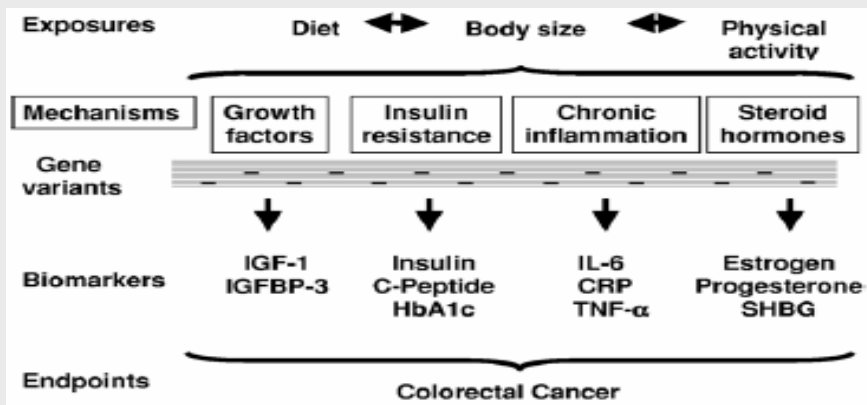 Exposures Diet Body size Physical activity
Mechanisms Growth factors Insulin resistance Chronic inflammation Steroid hormones
Gene variants
Biomarkers
IGF-1
IGFBP-3
Insulin
C-Peptide
HbA1c
IL-6
CRP
TNF-α
Estrogen
Progesterone
SHBG
Endpoints Colorectal Cancer